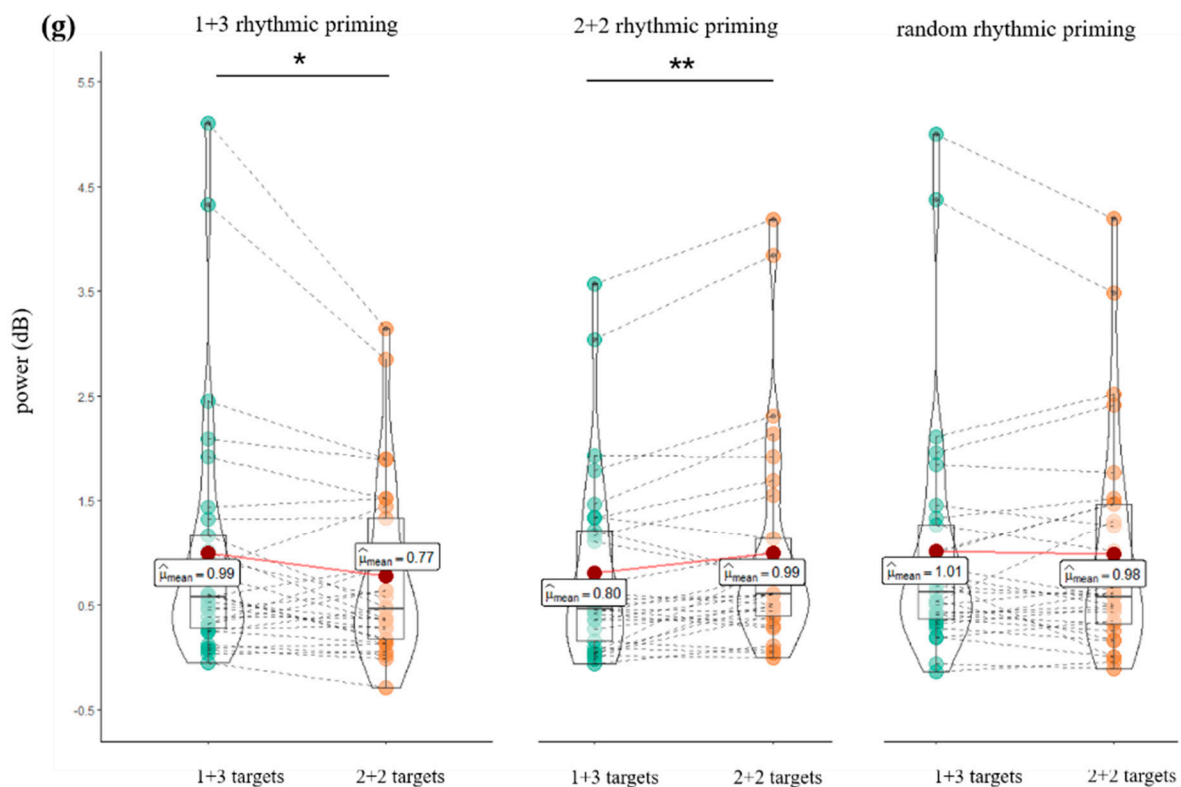 (g)
1+3 rhythmic priming
2+2 rhythmic priming
random rhythmic priming
*
**
5.5
4.5
3.5
2.5
1.5
0.5
-0.5
power (dB)
μ̂mean = 0.99
μ̂mean = 0.77
μ̂mean = 0.80
μ̂mean = 0.99
μ̂mean = 1.01
μ̂mean = 0.98
1+3 targets
2+2 targets
1+3 targets
2+2 targets
1+3 targets
2+2 targets